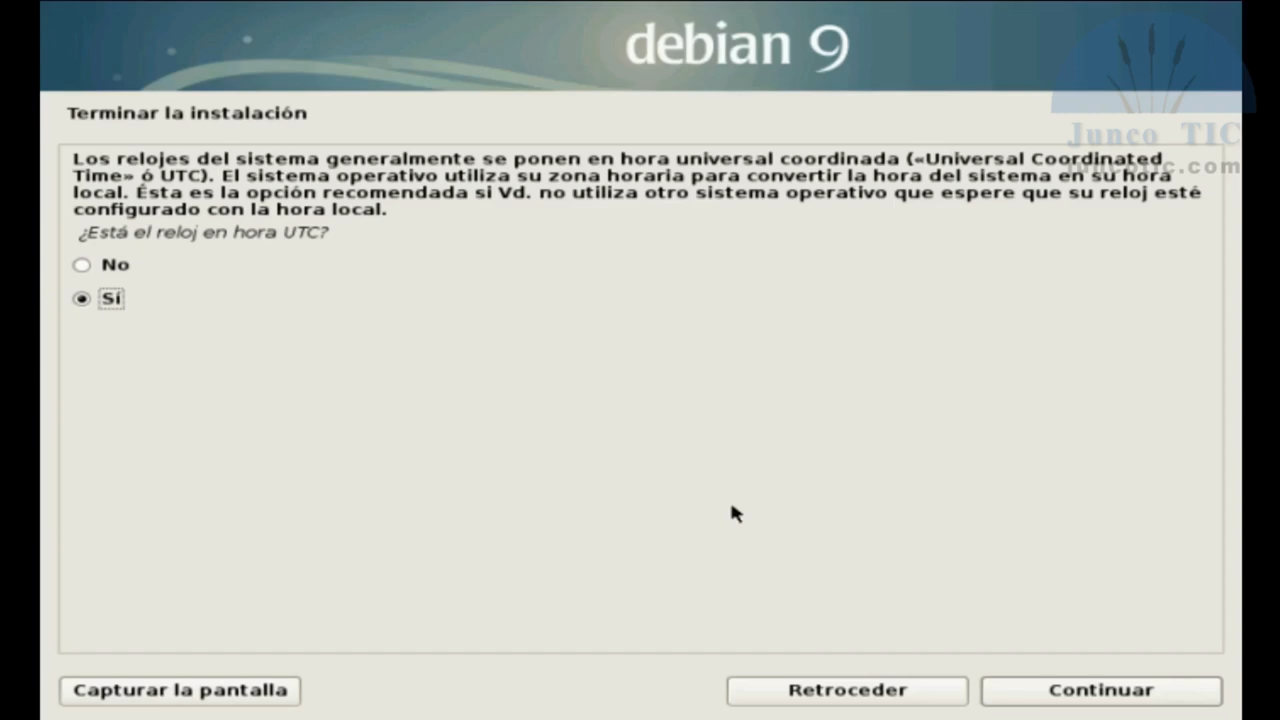 debian 9
Junco TIC
juncotic.com
Terminar la instalación
Los relojes del sistema generalmente se ponen en hora universal coordinada («Universal Coordinated
Time» ó UTC). El sistema operativo utiliza su zona horaria para convertir la hora del sistema en su hora
local. Ésta es la opción recomendada si Vd. no utiliza otro sistema operativo que espere que su reloj esté
configurado con la hora local.
¿Está el reloj en hora UTC?
No
Sí
Capturar la pantalla
Retroceder
Continuar